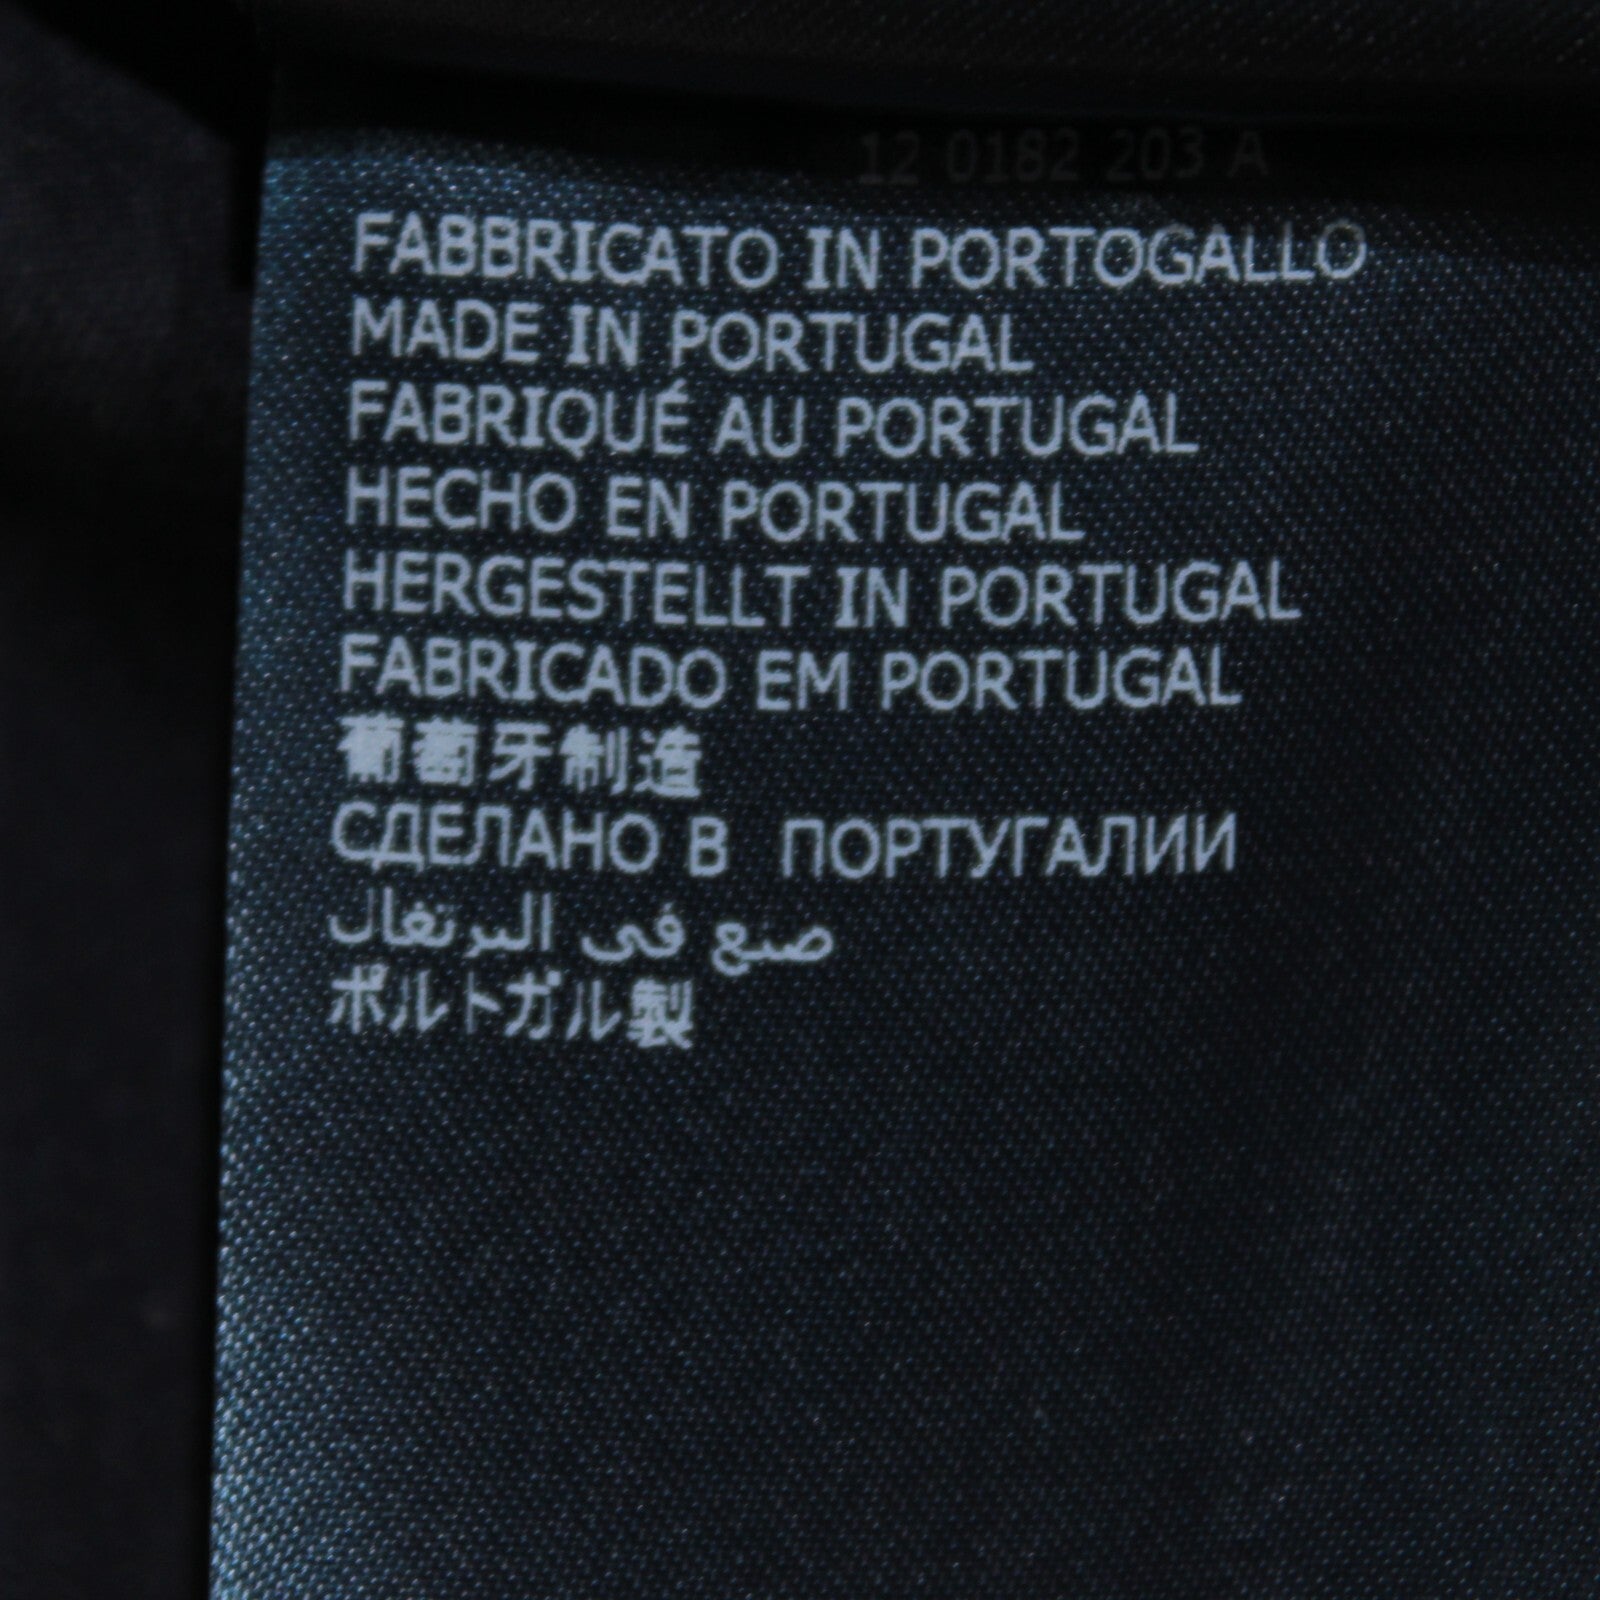 12 0182 203 A
FABBRICATO IN PORTOGALLO
MADE IN PORTUGAL
FABRIQUÉ AU PORTUGAL
HECHO EN PORTUGAL
HERGESTELLT IN PORTUGAL
FABRICADO EM PORTUGAL
葡萄牙制造
СДЕЛАНО В ПОРТУГАЛИИ
صنع في البرتغال
ポルトガル製